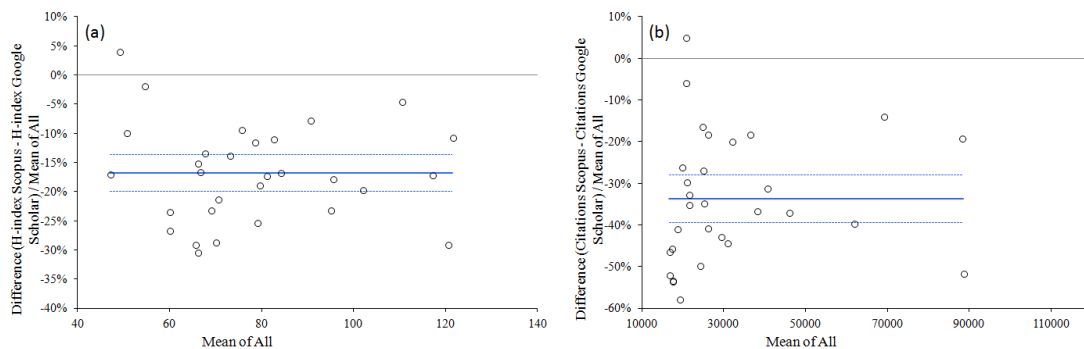 (a)
Difference (H-index Scopus - H-index Google
Scholar) / Mean of All
10%
5%
0%
-5%
-10%
-15%
-20%
-25%
-30%
-35%
-40%
40 60 80 100 120 140
Mean of All
(b)
Difference (Citations Scopus - Citations Google
Scholar) / Mean of All
10%
0%
-10%
-20%
-30%
-40%
-50%
-60%
10000 30000 50000 70000 90000 110000
Mean of All